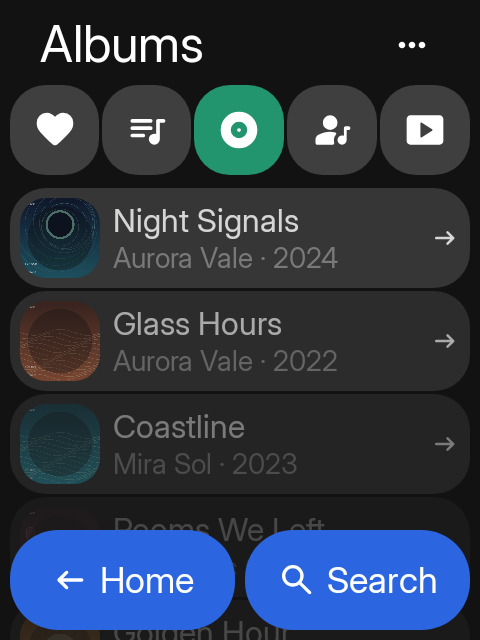 Albums
Night Signals
Aurora Vale · 2024
Glass Hours
Aurora Vale · 2022
Coastline
Mira Sol · 2023
Rooms We Left
Golden Hour
Home
Search